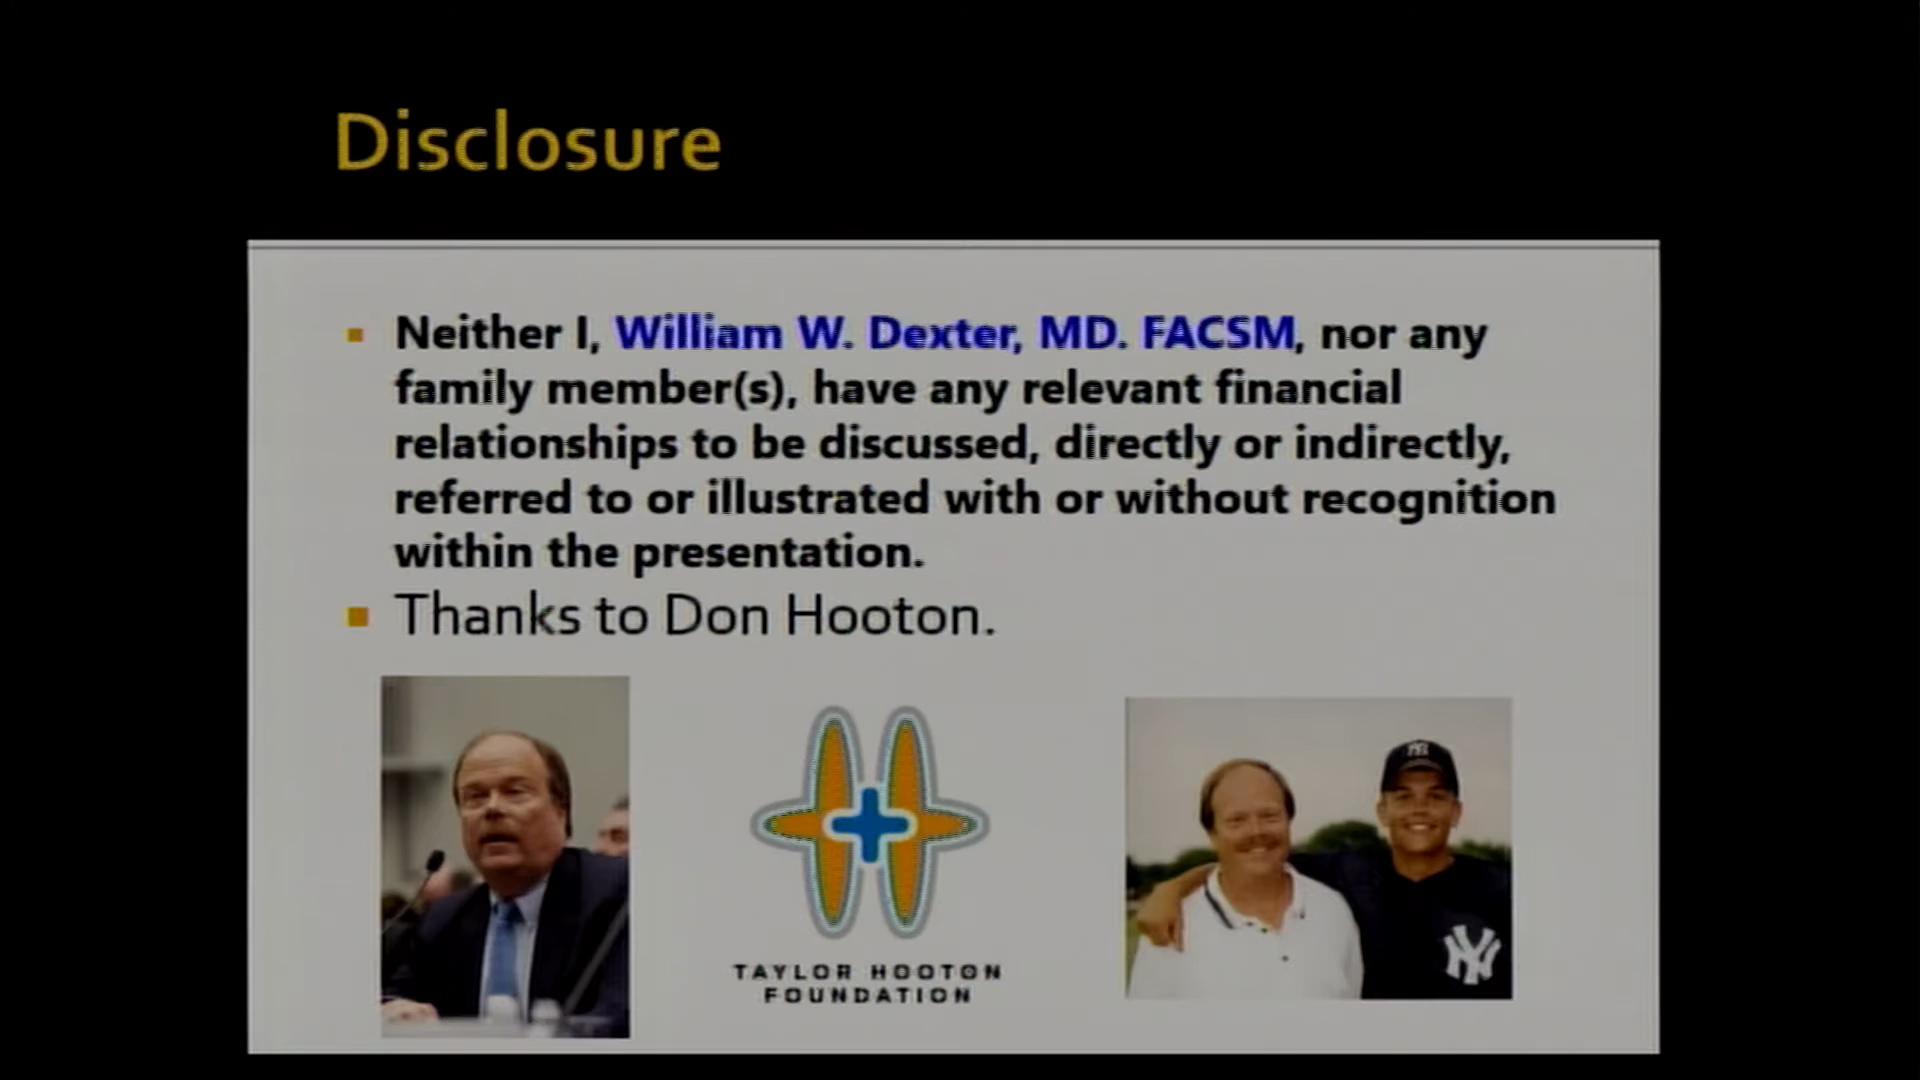 Disclosure
Neither I, William W. Dexter, MD. FACSM, nor any
family member(s), have any relevant financial
relationships to be discussed, directly or indirectly,
referred to or illustrated with or without recognition
within the presentation.
Thanks to Don Hooton.
TAYLOR HOOTON
FOUNDATION
NY
NY